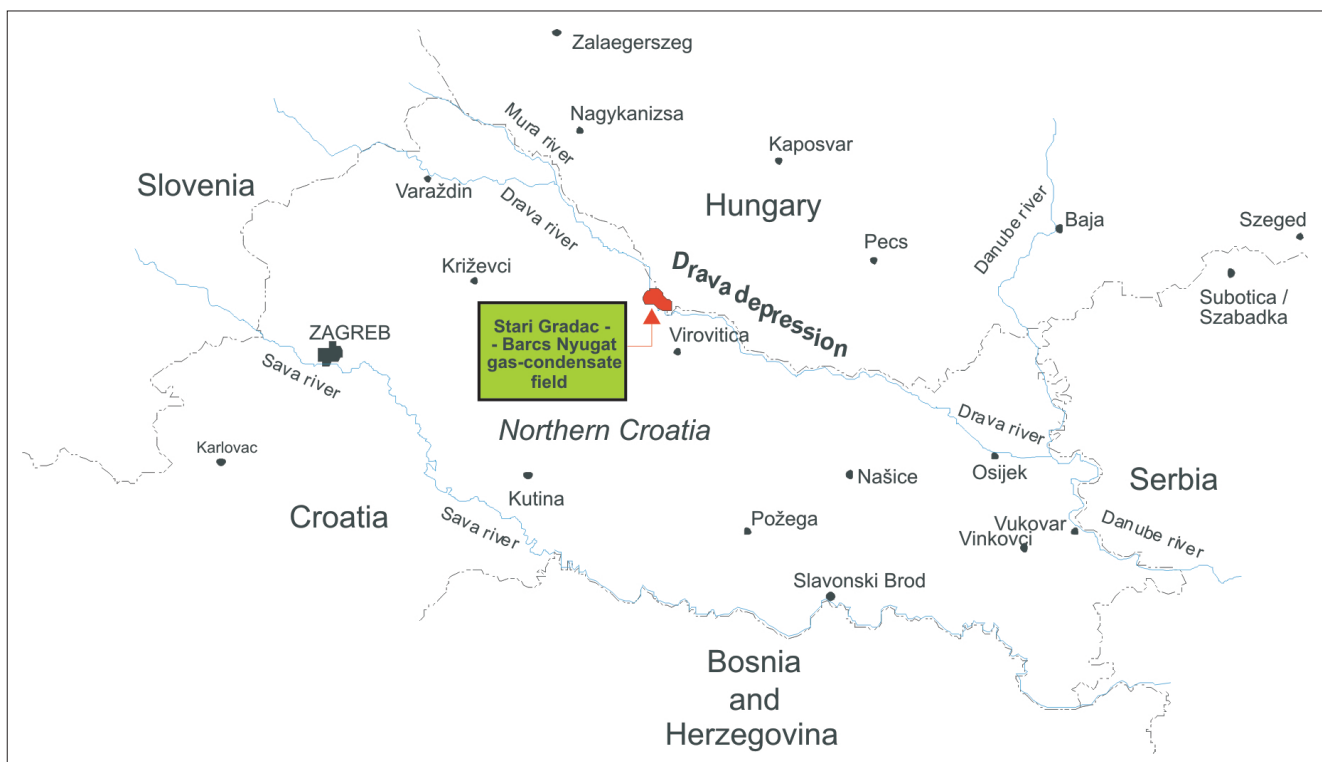 Zalaegerszeg
Nagykanizsa
Mura river
Kaposvar
Slovenia
Varaždin
Drava river
Hungary
Danube river
Baja
Szeged
Pecs
Križevci
Drava depression
Subotica /
Szabadka
Stari Gradac -
- Barcs Nyugat
gas-condensate
field
Virovitica
ZAGREB
Sava river
Northern Croatia
Drava river
Karlovac
Osijek
Našice
Serbia
Kutina
Croatia
Sava river
Požega
Vukovar
Vinkovci
Danube river
Slavonski Brod
Bosnia
and
Herzegovina